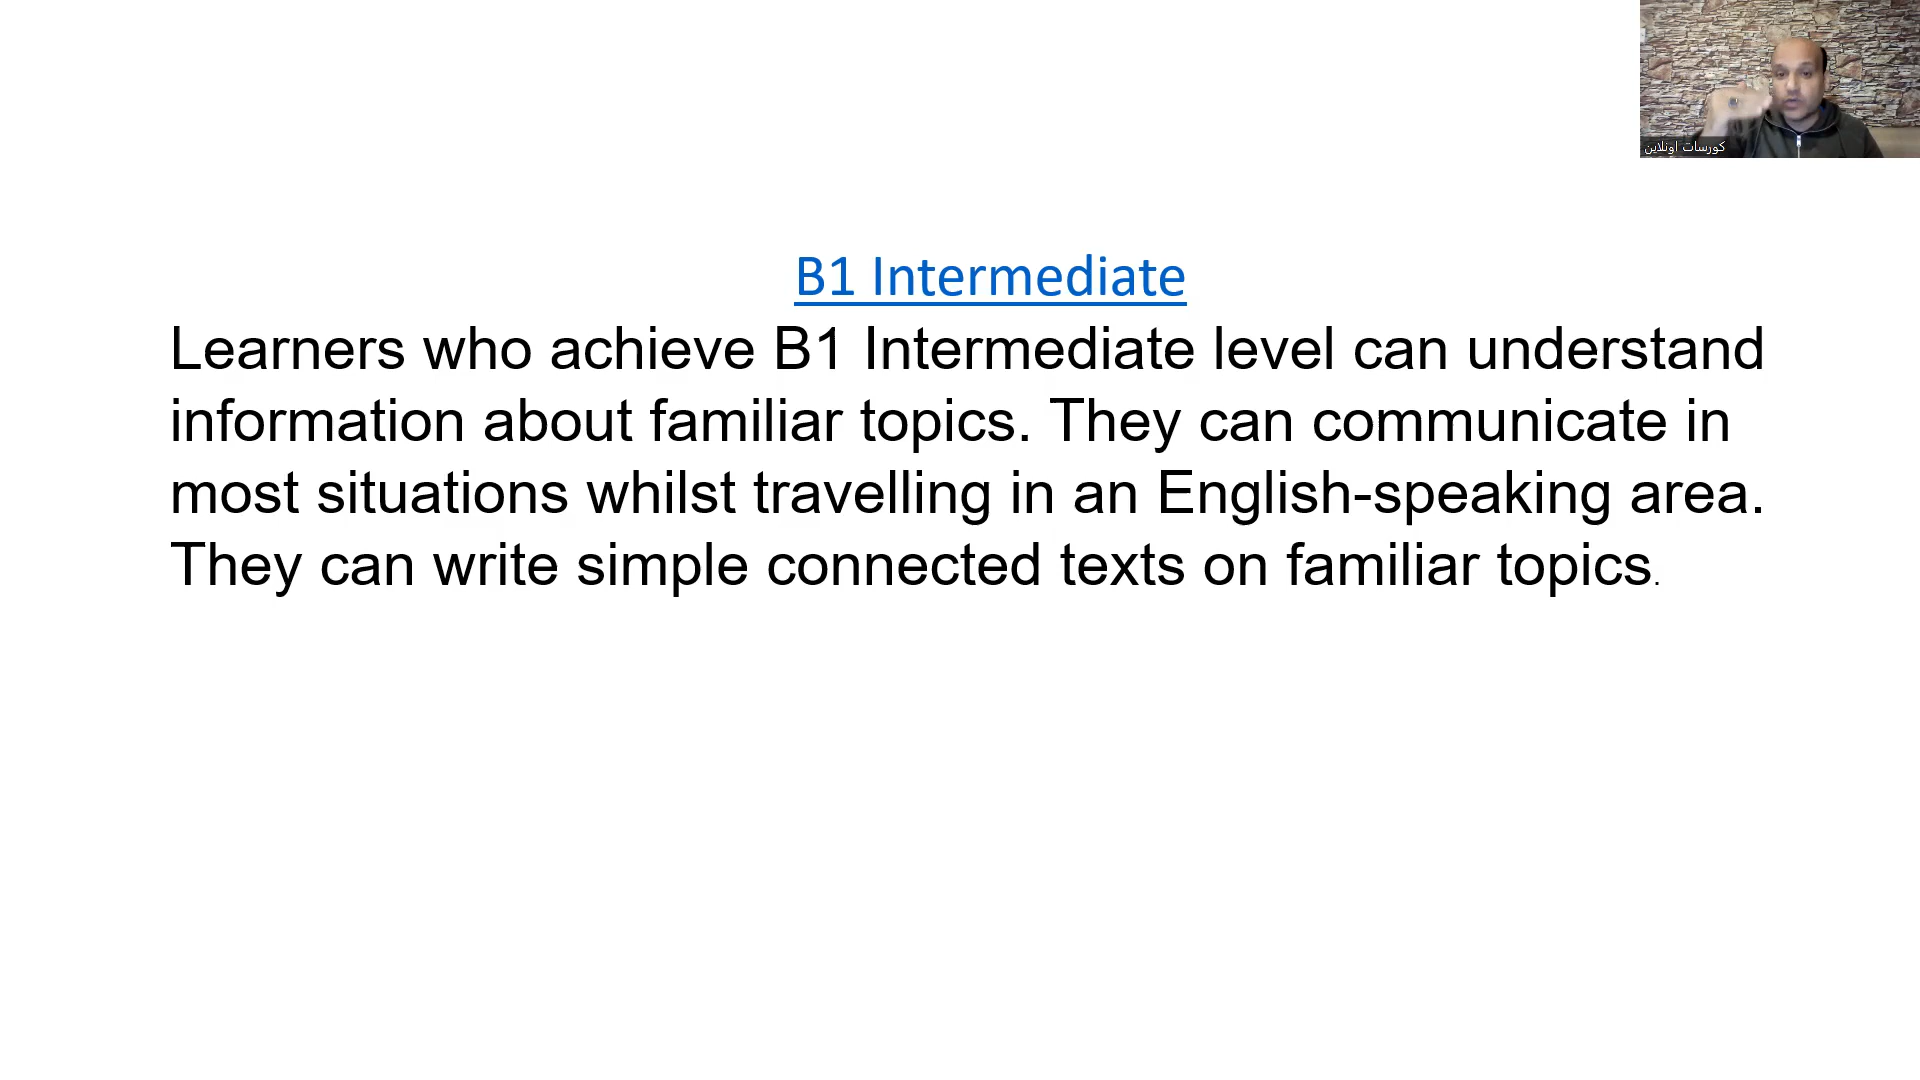 كورسات اونلاين
B1 Intermediate
Learners who achieve B1 Intermediate level can understand
information about familiar topics. They can communicate in
most situations whilst travelling in an English-speaking area.
They can write simple connected texts on familiar topics.